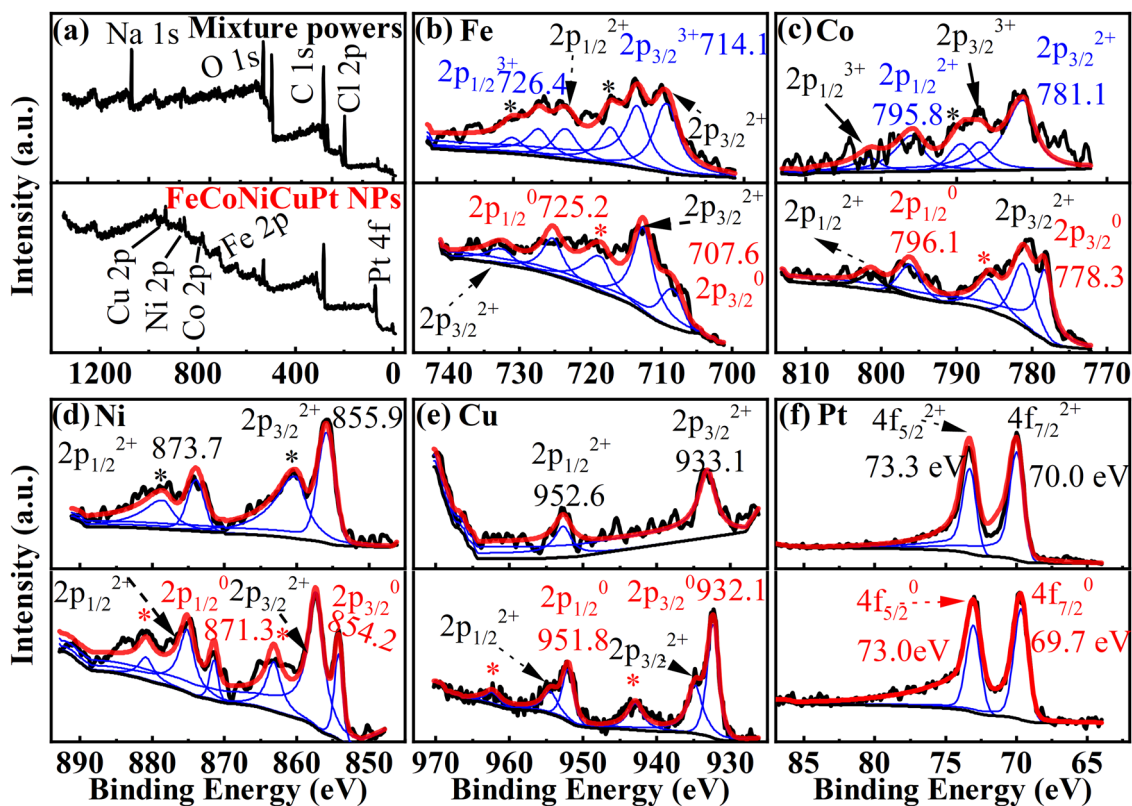 (a)
Mixture powers
Na 1s
O 1s
C 1s
Cl 2p
FeCoNiCuPt NPs
Cu 2p
Ni 2p
Co 2p
Fe 2p
Pt 4f
1200 800 400 0
Intensity (a.u.)
(b) Fe
2p1/2 3+
726.4
*
2p1/2 2+
*
2p3/2 3+ 714.1
2p3/2 2+
2p1/2 0 725.2
*
2p3/2 2+
707.6
2p3/2 0
2p3/2 2+
740 730 720 710 700
(c) Co
2p1/2 3+
2p1/2 2+
795.8
*
2p3/2 3+
2p3/2 2+
781.1
2p1/2 2+
2p1/2 0
796.1
*
2p3/2 2+
2p3/2 0
778.3
810 800 790 780 770
(d) Ni
2p1/2 2+
873.7
*
2p3/2 2+
855.9
*
2p1/2 2+
*
2p1/2 0
871.3
*
2p3/2 2+
2p3/2 0
854.2
890 880 870 860 850
Binding Energy (eV)
Intensity (a.u.)
(e) Cu
2p1/2 2+
952.6
2p3/2 2+
933.1
2p1/2 2+
*
2p1/2 0
951.8
2p3/2 0 932.1
2p3/2 2+
*
970 960 950 940 930
Binding Energy (eV)
(f) Pt
4f5/2 2+
73.3 eV
4f7/2 2+
70.0 eV
4f5/2 0
73.0eV
4f7/2 0
69.7 eV
85 80 75 70 65
Binding Energy (eV)